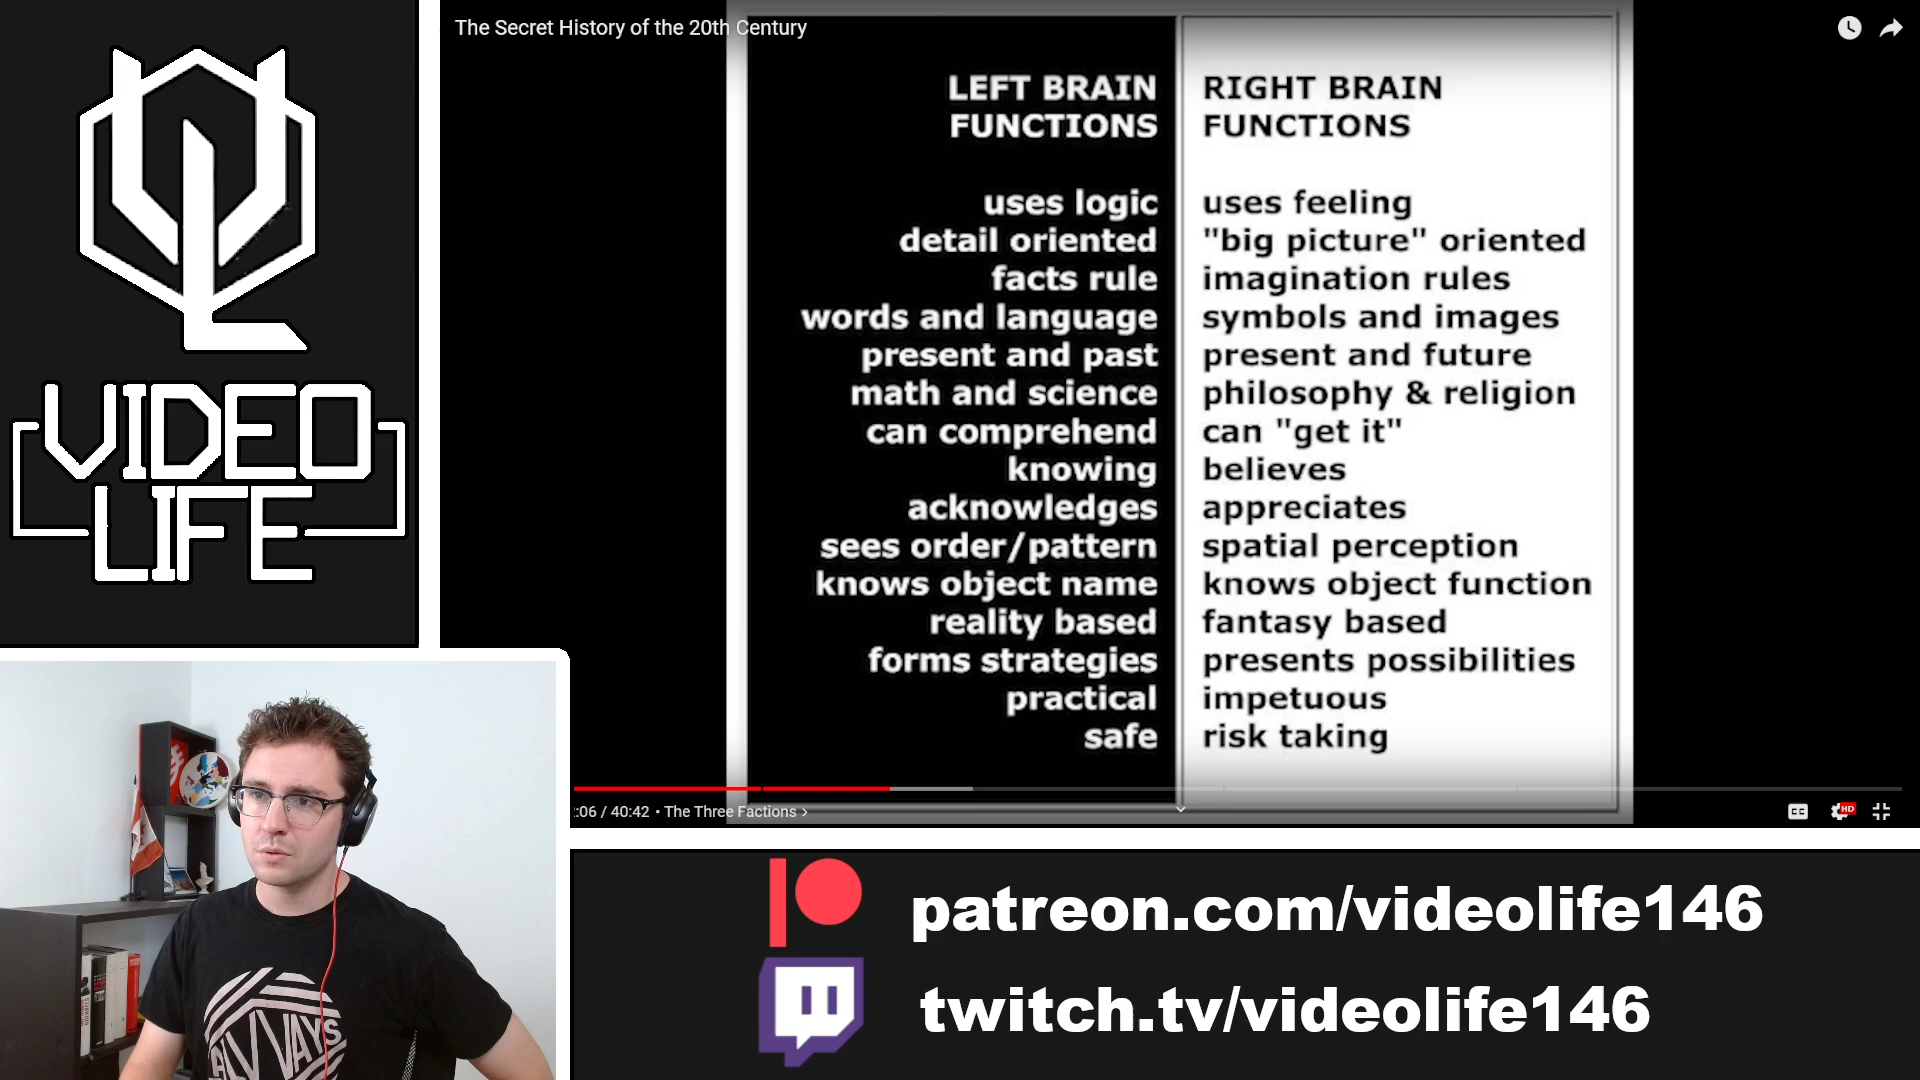 The Secret History of the 20th Century
LEFT BRAIN
FUNCTIONS
uses logic
detail oriented
facts rule
words and language
present and past
math and science
can comprehend
knowing
acknowledges
sees order/pattern
knows object name
reality based
forms strategies
practical
safe
RIGHT BRAIN
FUNCTIONS
uses feeling
"big picture" oriented
imagination rules
symbols and images
present and future
philosophy & religion
can "get it"
believes
appreciates
spatial perception
knows object function
fantasy based
presents possibilities
impetuous
risk taking
:06 / 40:42 • The Three Factions >
CC
HD
VIDEO
LIFE
ALVVAYS
patreon.com/videolife146
twitch.tv/videolife146